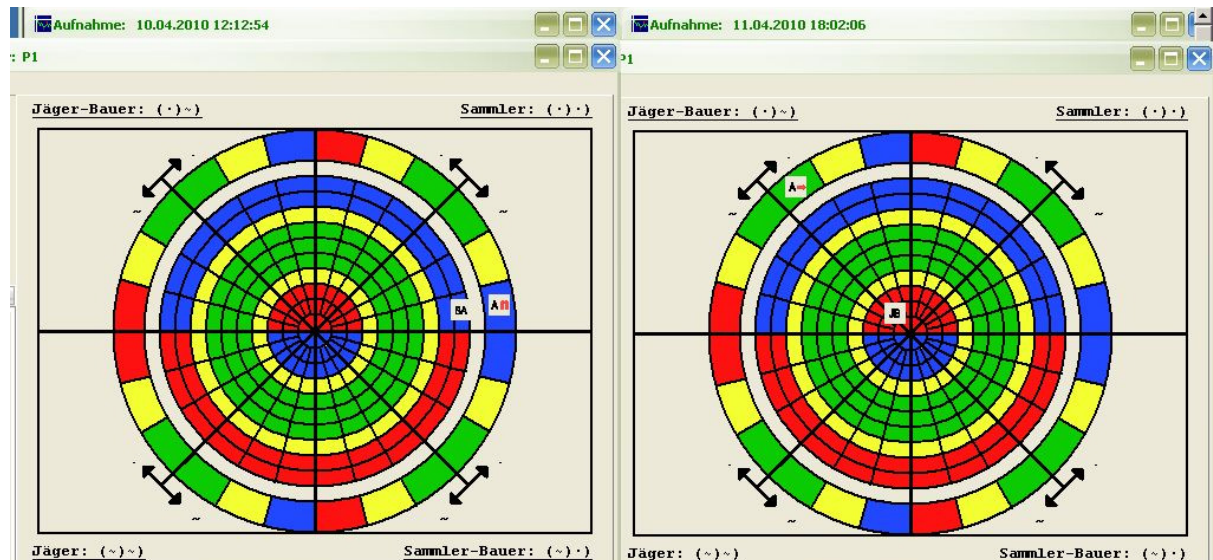 Aufnahme: 10.04.2010 12:12:54
: P1
Jäger-Bauer: (·)~)
Sammler: (·)·)
SA
A
Jäger: (~)~)
Sammler-Bauer: (~)·)
Aufnahme: 11.04.2010 18:02:06
P1
Jäger-Bauer: (·)~)
Sammler: (·)·)
A⇒
JB
Jäger: (~)~)
Sammler-Bauer: (~)·)